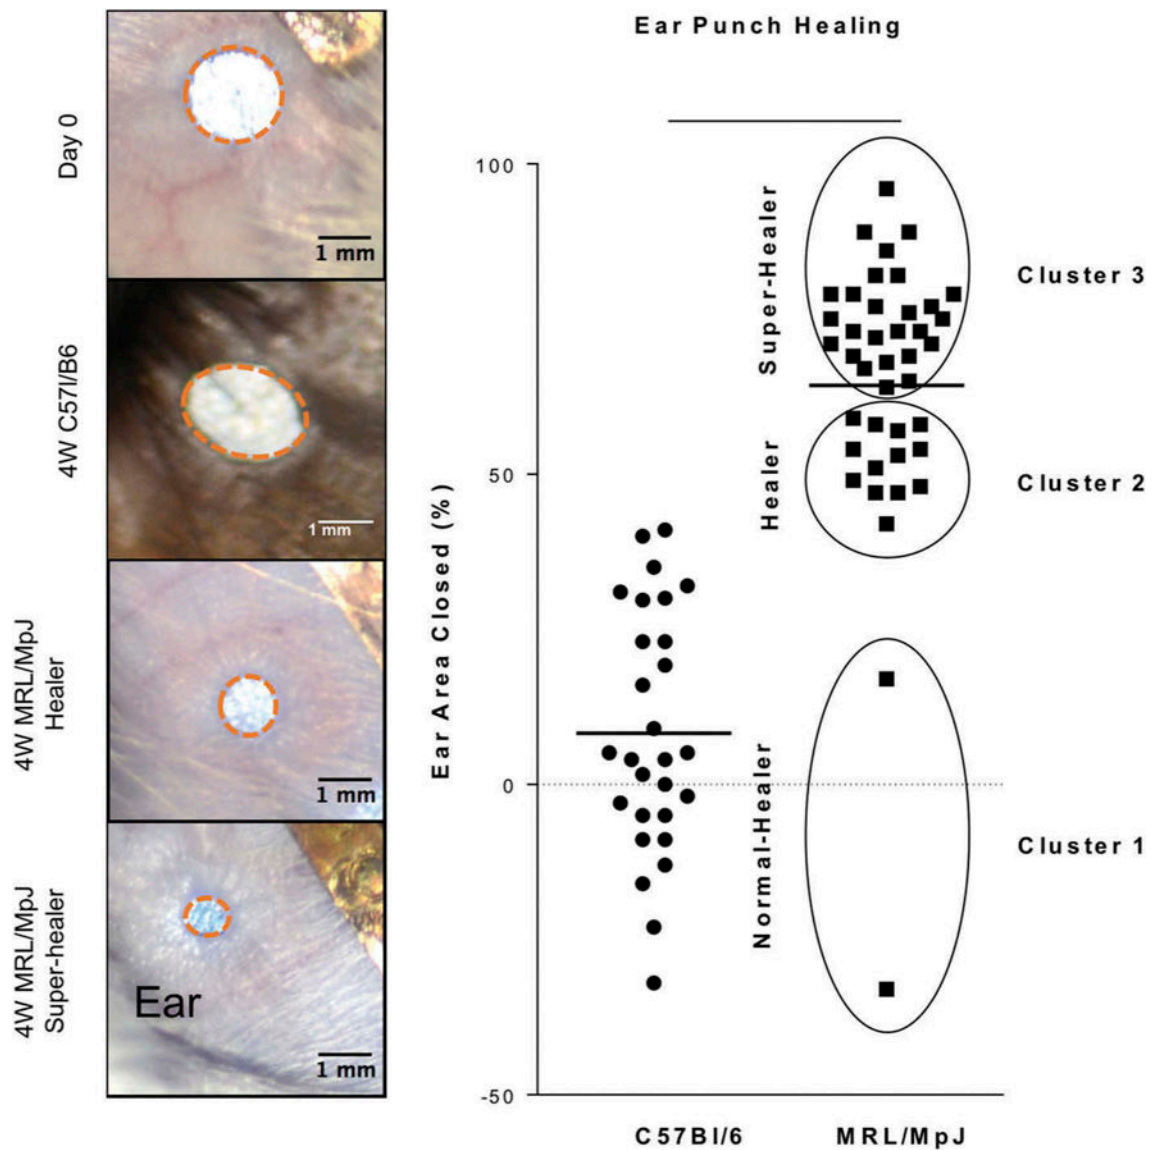 Day 0
1 mm
4W C57I/B6
1 mm
4W MRL/MpJ
Healer
1 mm
4W MRL/MpJ
Super-healer
Ear
1 mm
Ear Punch Healing
Ear Area Closed (%)
100
50
0
-50
Super-Healer
Healer
Normal-Healer
Cluster 3
Cluster 2
Cluster 1
C57Bl/6
MRL/MpJ